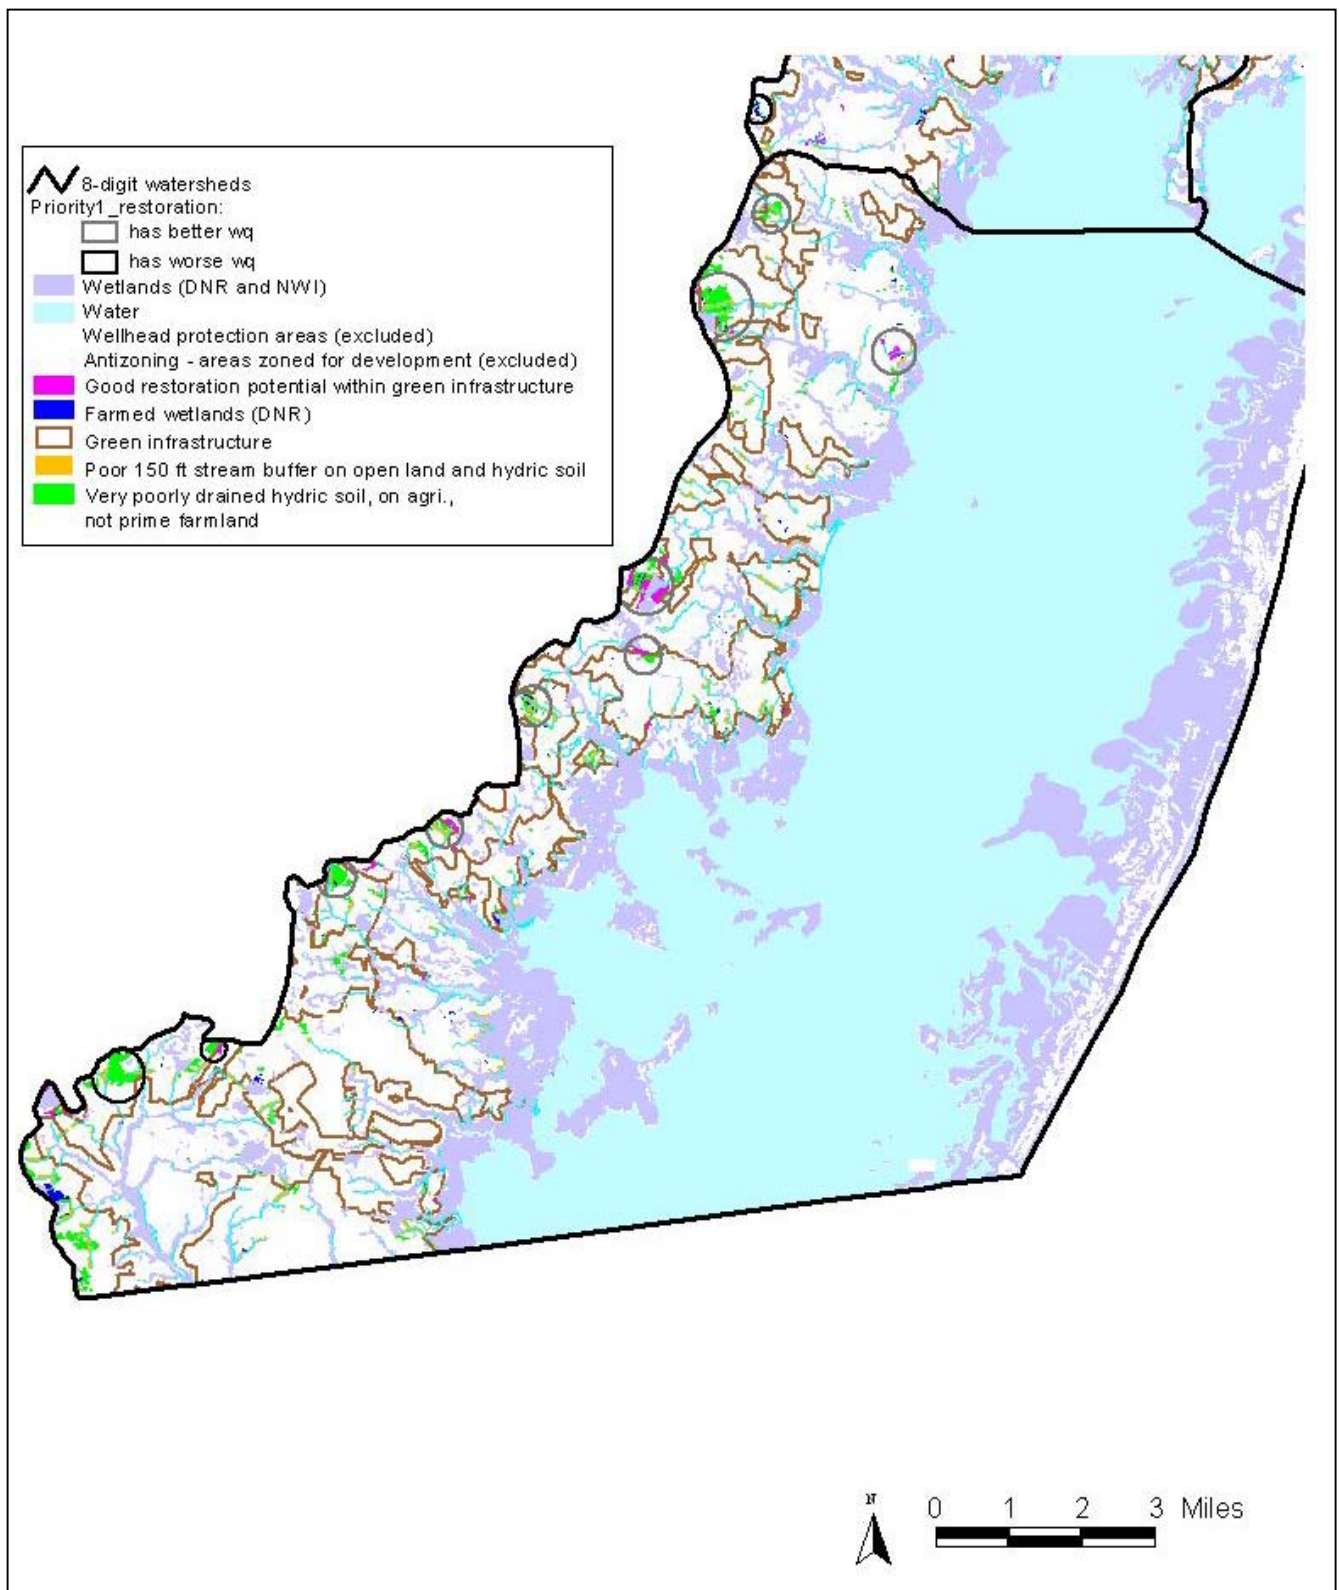 8-digit watersheds
Priority1_restoration:
has better wq
has worse wq
Wetlands (DNR and NWI)
Water
Wellhead protection areas (excluded)
Antizoning - areas zoned for development (excluded)
Good restoration potential within green infrastructure
Farmed wetlands (DNR)
Green infrastructure
Poor 150 ft stream buffer on open land and hydric soil
Very poorly drained hydric soil, on agri.,
not prime farmland
N
0 1 2 3 Miles